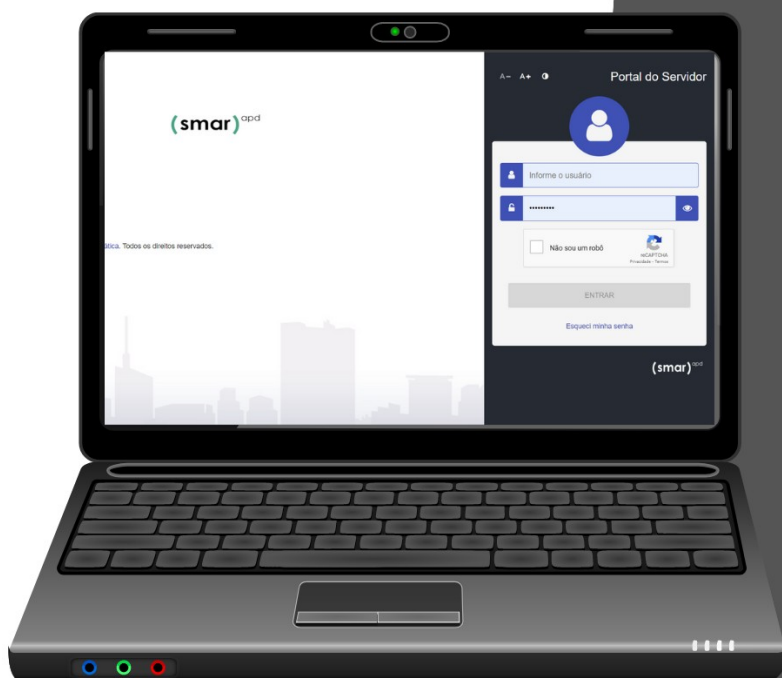 (smar)apd
ática. Todos os direitos reservados.
A− A+
Portal do Servidor
Informe o usuário
•••••••••
Não sou um robô
reCAPTCHA
Privacidade - Termos
ENTRAR
Esqueci minha senha
(smar)apd